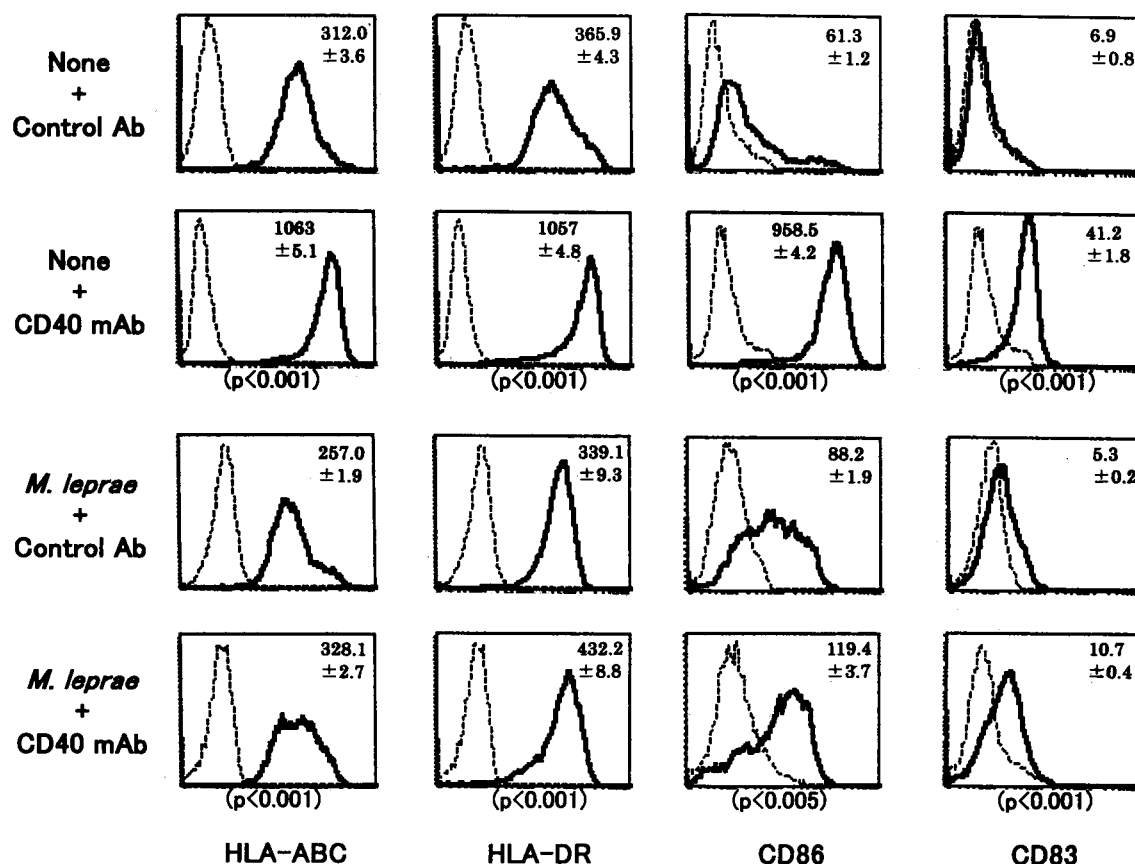 None
+
Control Ab
312.0
±3.6
365.9
±4.3
61.3
±1.2
6.9
±0.8
None
+
CD40 mAb
1063
±5.1
1057
±4.8
958.5
±4.2
41.2
±1.8
(p<0.001)
(p<0.001)
(p<0.001)
(p<0.001)
M. leprae
+
Control Ab
257.0
±1.9
339.1
±9.3
88.2
±1.9
5.3
±0.2
M. leprae
+
CD40 mAb
328.1
±2.7
432.2
±8.8
119.4
±3.7
10.7
±0.4
(p<0.001)
(p<0.001)
(p<0.005)
(p<0.001)
HLA-ABC
HLA-DR
CD86
CD83